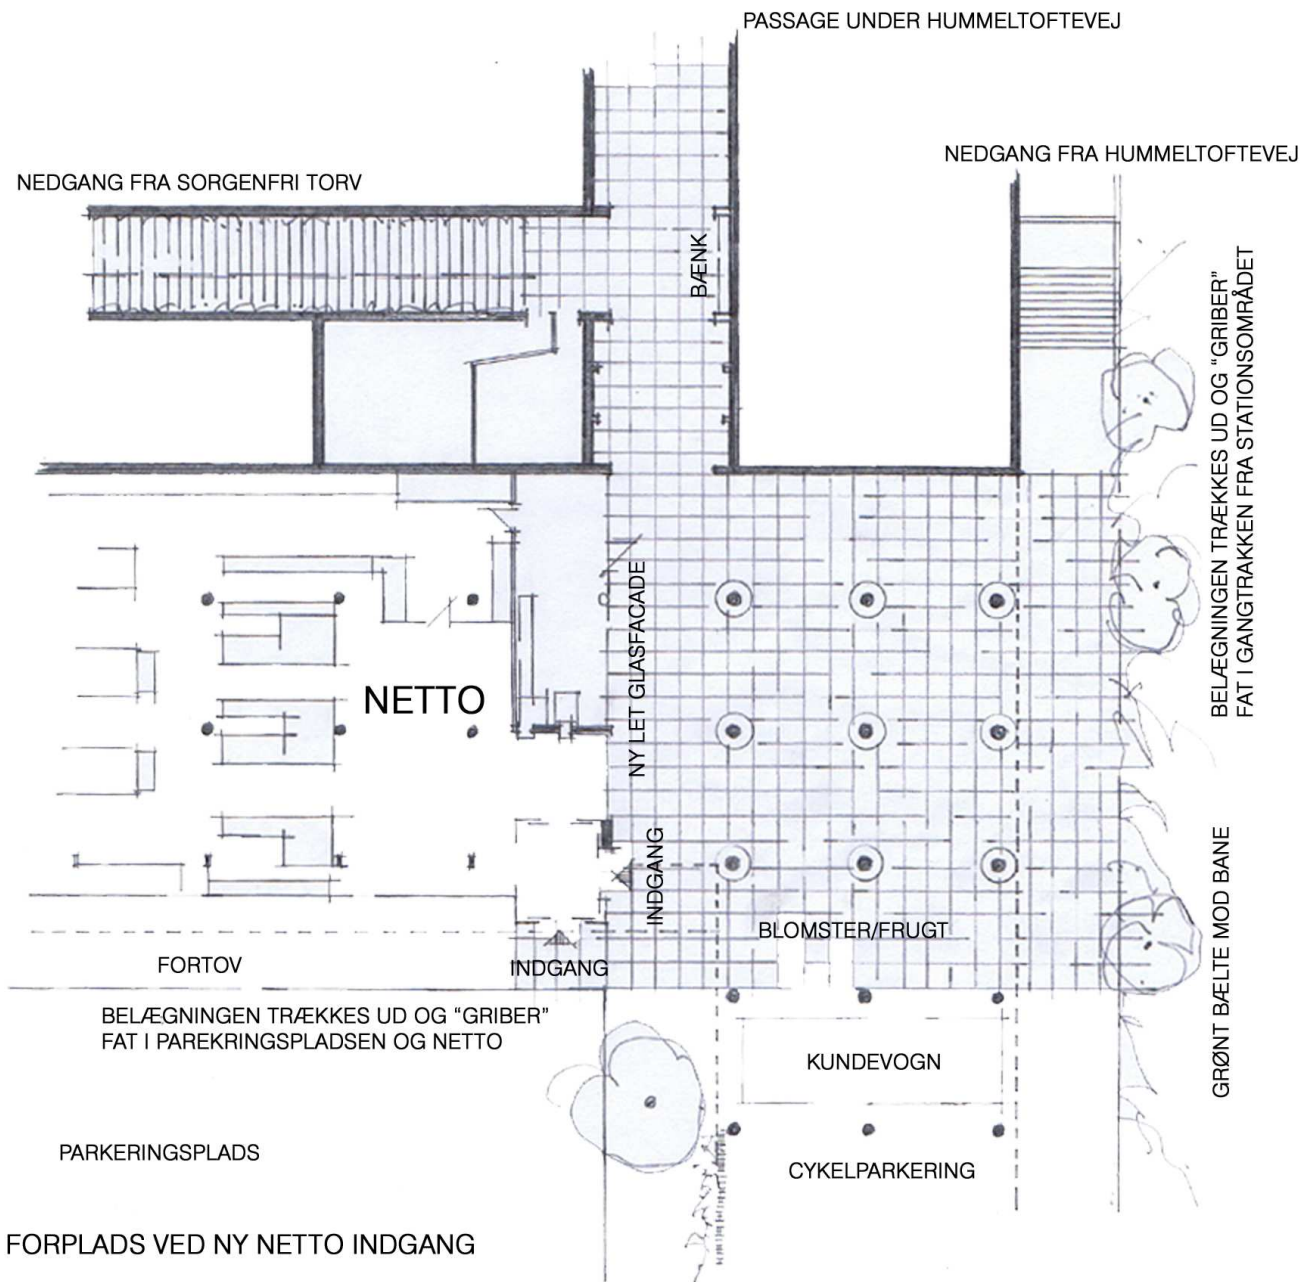 PASSAGE UNDER HUMMELTOFTEVEJ
NEDGANG FRA HUMMELTOFTEVEJ
NEDGANG FRA SORGENFRI TORV
BÆNK
BELÆGNINGEN TRÆKKES UD OG "GRIBER"
FAT I GANGTRAKKEN FRA STATIONSOMRÅDET
NETTO
NY LET GLASFACADE
INDGANG
BLOMSTER/FRUGT
GRØNT BÆLTE MOD BANE
FORTOV
INDGANG
BELÆGNINGEN TRÆKKES UD OG "GRIBER"
FAT I PAREKRINGSPLADSEN OG NETTO
KUNDEVOGN
PARKERINGSPLADS
CYKELPARKERING
FORPLADS VED NY NETTO INDGANG